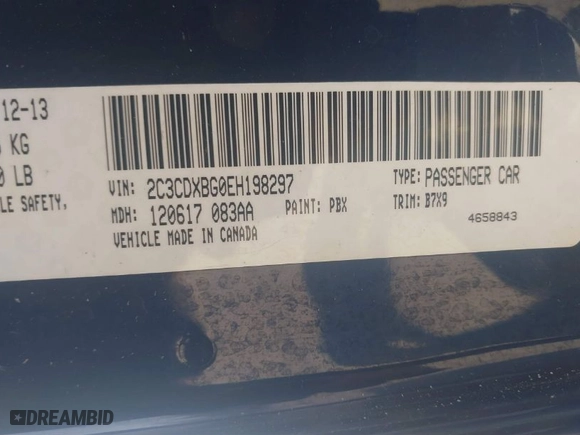 12-13
KG
LB
LE SAFETY,
VIN: 2C3CDXBG0EH198297
TYPE: PASSENGER CAR
MDH: 120617 083AA
PAINT: PBX
TRIM: B7X9
VEHICLE MADE IN CANADA
4658843
DREAMBID